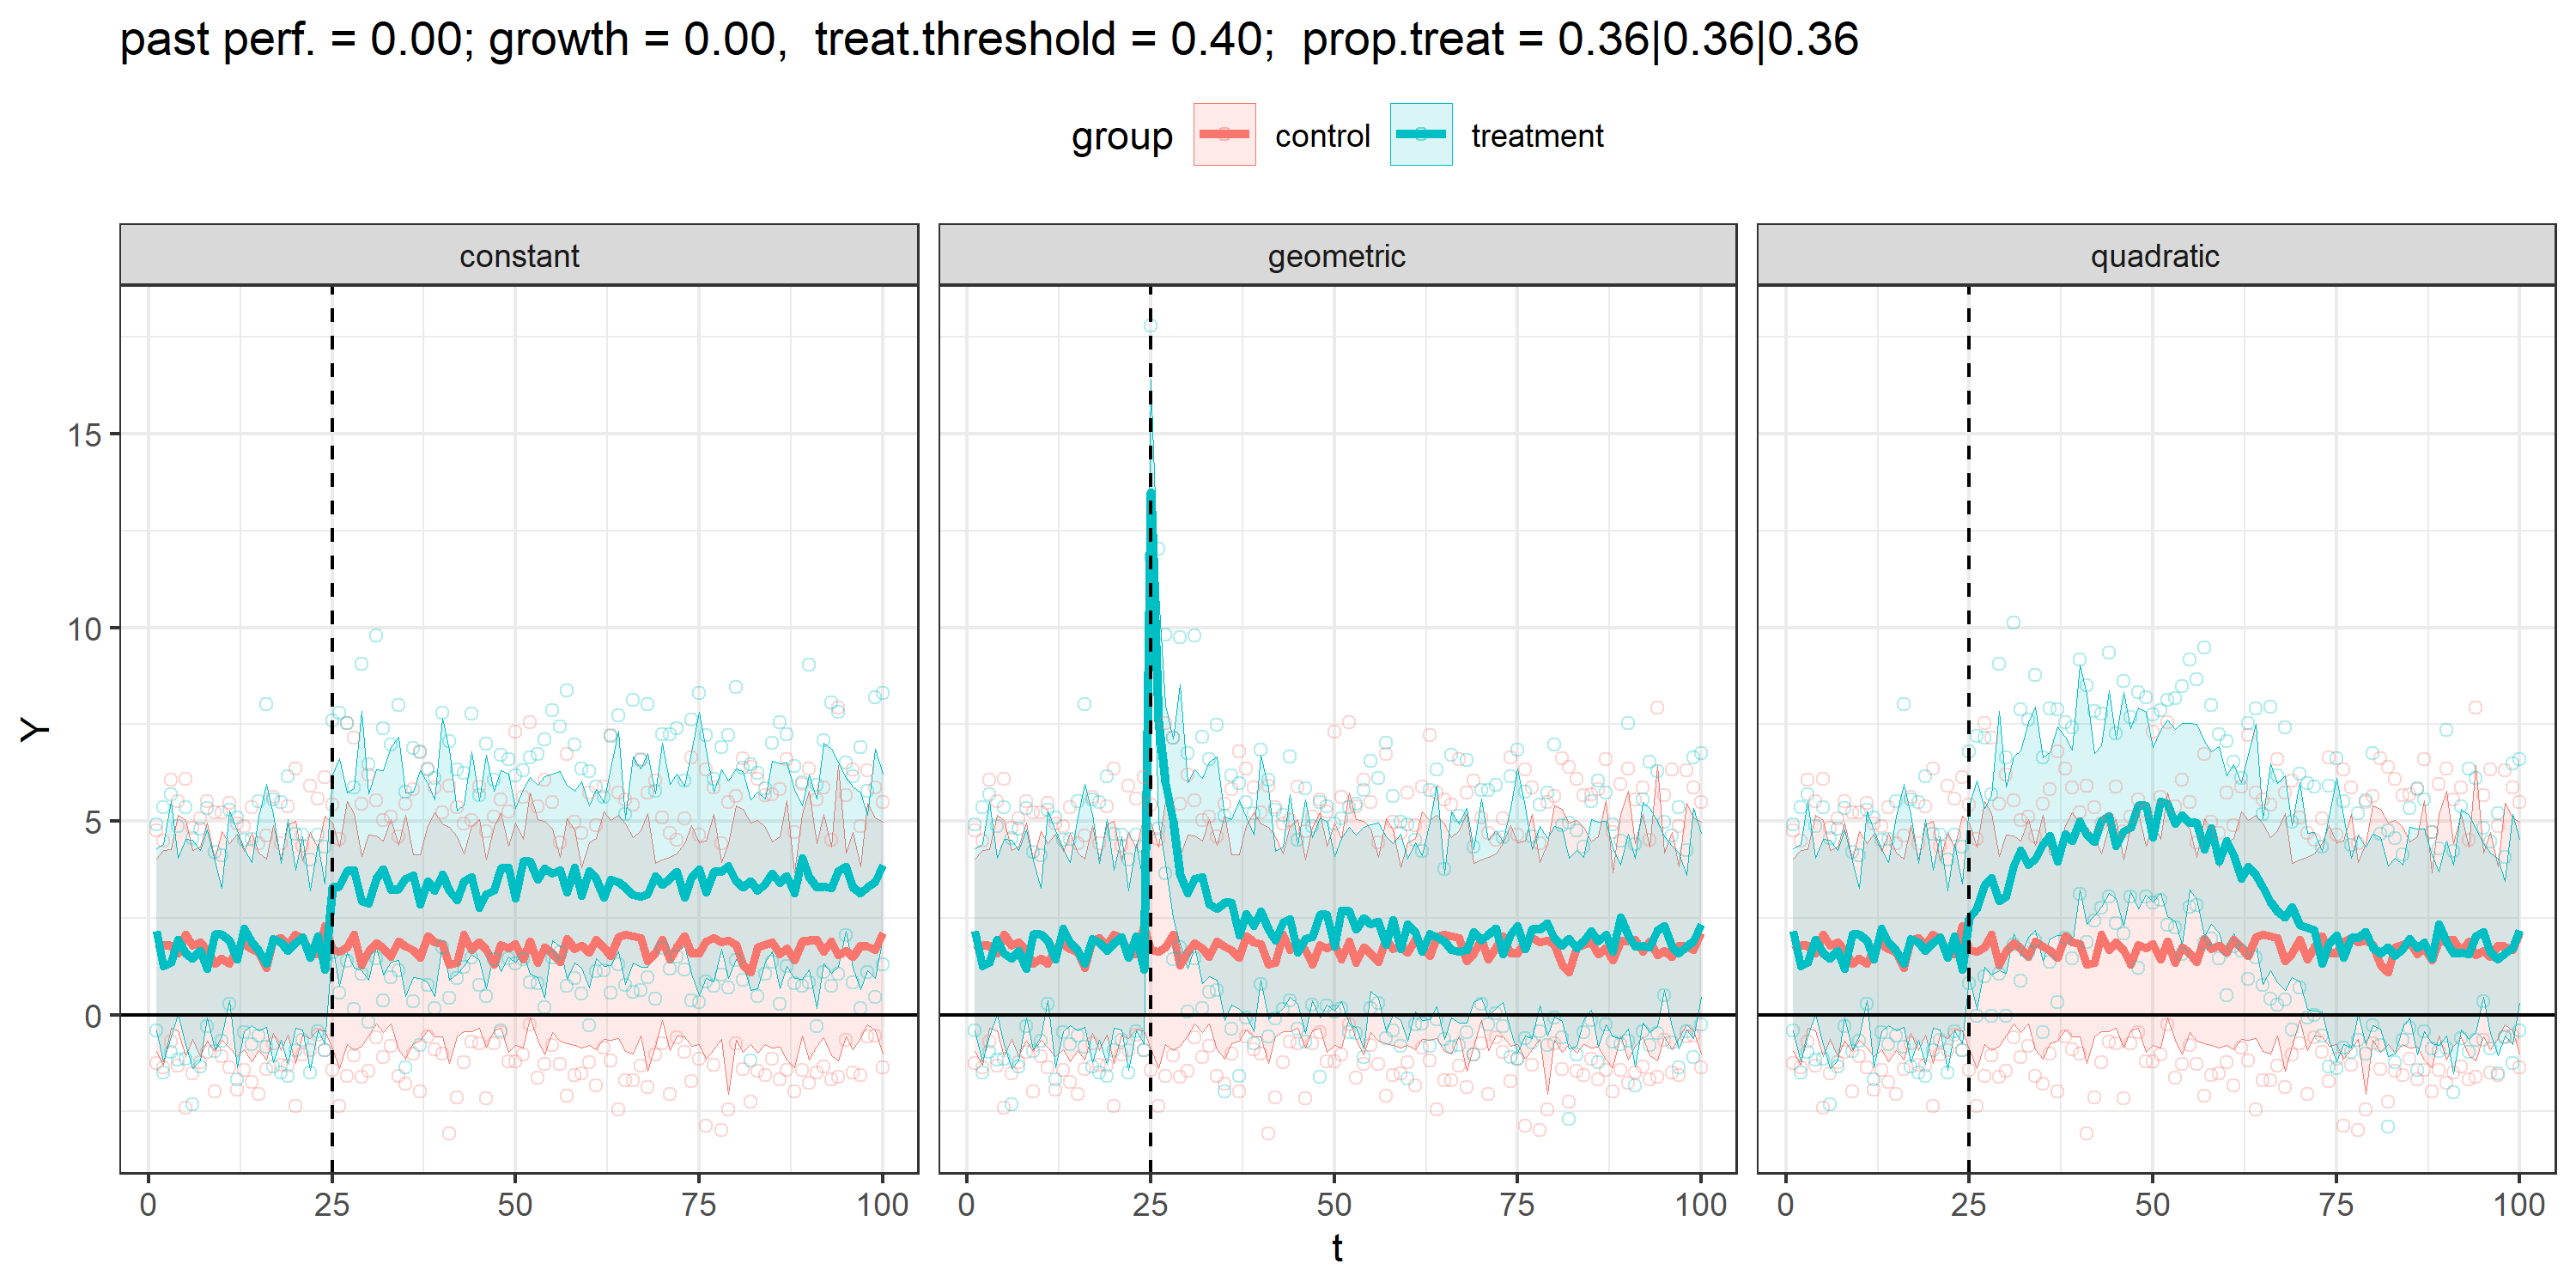 past perf. = 0.00; growth = 0.00,  treat.threshold = 0.40;  prop.treat = 0.36|0.36|0.36
group control treatment
constant geometric quadratic
Y
15
10
5
0
0 25 50 75 100 0 25 50 75 100 0 25 50 75 100
t